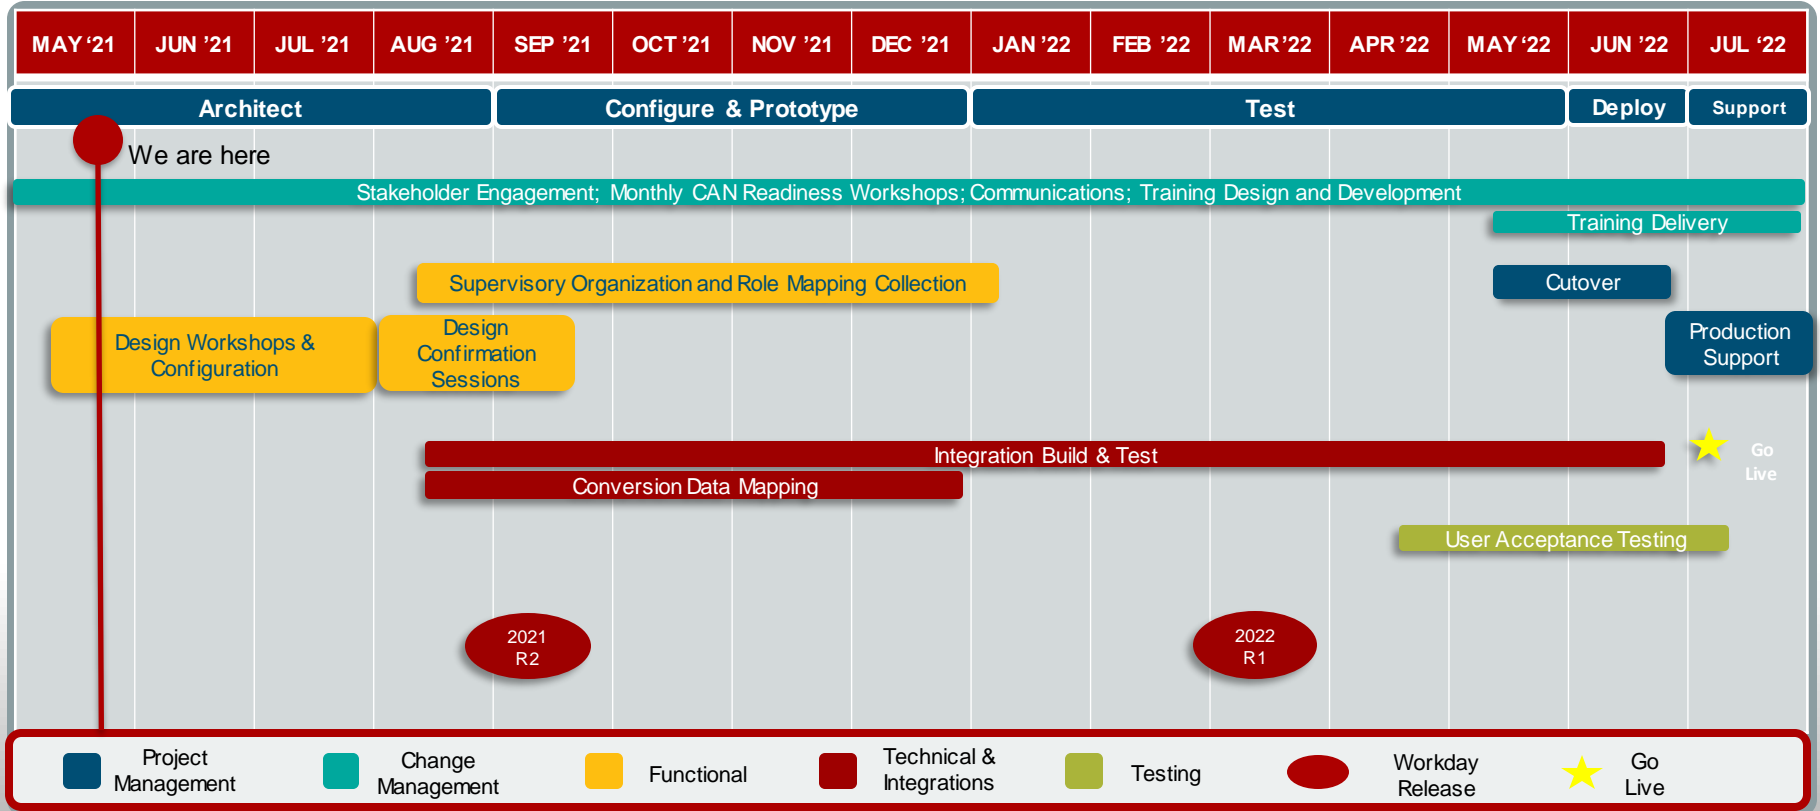 MAY ‘21
JUN ’21
JUL ’21
AUG ’21
SEP ’21
OCT ’21
NOV ’21
DEC ’21
JAN ’22
FEB ’22
MAR’22
APR ’22
MAY ‘22
JUN ’22
JUL ‘22
Architect
Configure & Prototype
Test
Deploy
Support
We are here
Stakeholder Engagement; Monthly CAN Readiness Workshops; Communications; Training Design and Development
Training Delivery
Supervisory Organization and Role Mapping Collection
Cutover
Design Workshops &
Configuration
Design
Confirmation
Sessions
Production
Support
Integration Build & Test
Go
Live
Conversion Data Mapping
User Acceptance Testing
2021
R2
2022
R1
Project
Management
Change
Management
Functional
Technical &
Integrations
Testing
Workday
Release
Go
Live